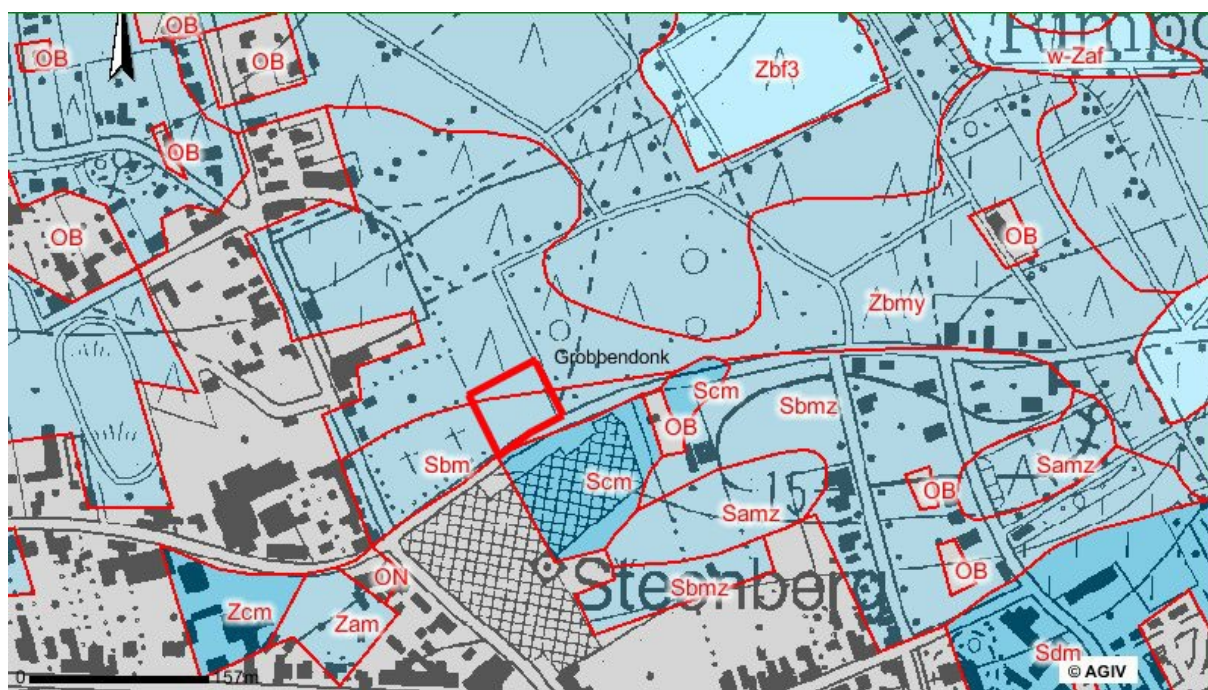 OB
OB
OB
Rimbo
w-Zaf
Zbf3
OB
OB
OB
Zbmy
Grobbendonk
Scm
Sbmz
OB
Sbm
Scm
15
Samz
Samz
OB
ON
Steenberg
Sbmz
OB
Zcm
Zam
Sdm
0
157m
© AGIV